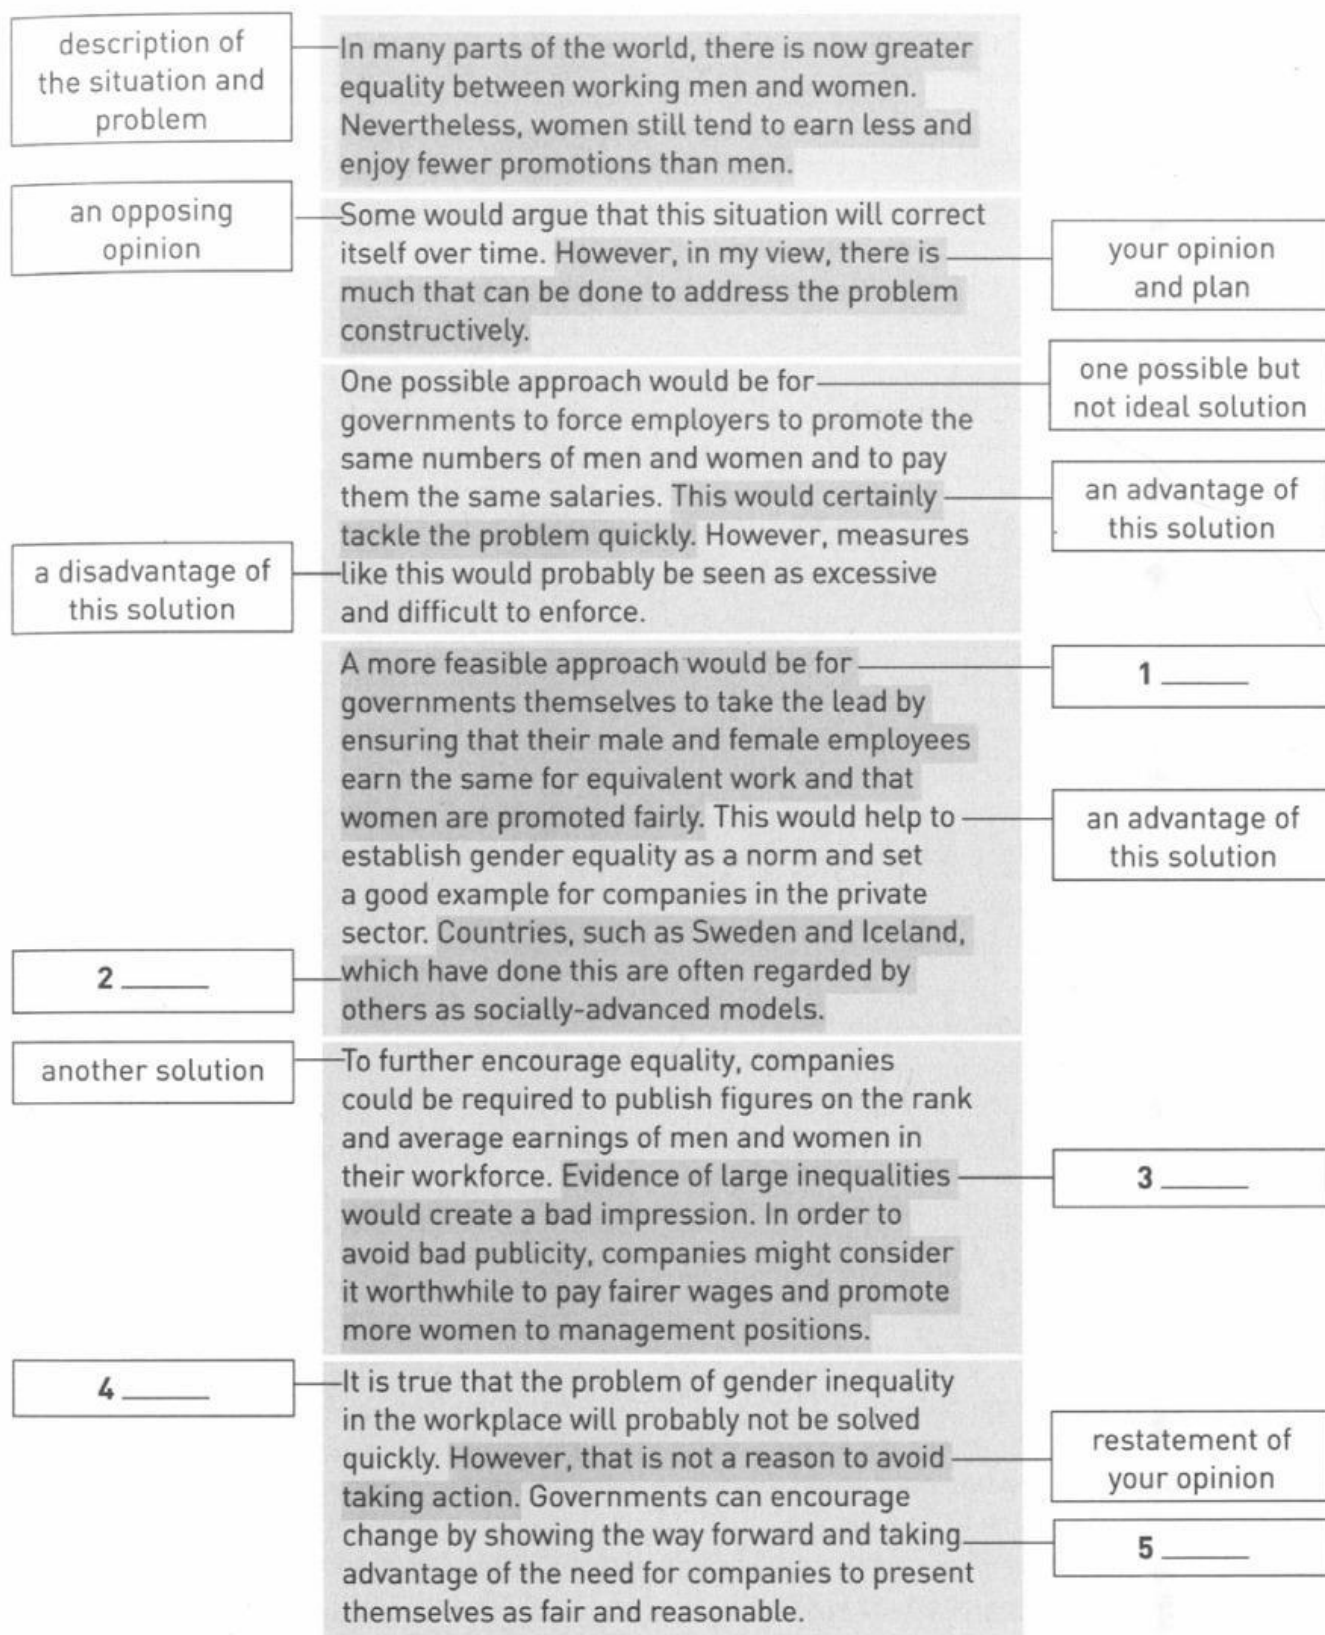 description of
the situation and
problem
In many parts of the world, there is now greater
equality between working men and women.
Nevertheless, women still tend to earn less and
enjoy fewer promotions than men.
an opposing
opinion
Some would argue that this situation will correct
itself over time. However, in my view, there is
much that can be done to address the problem
constructively.
your opinion
and plan
One possible approach would be for
governments to force employers to promote the
same numbers of men and women and to pay
them the same salaries. This would certainly
tackle the problem quickly. However, measures
like this would probably be seen as excessive
and difficult to enforce.
one possible but
not ideal solution
an advantage of
this solution
a disadvantage of
this solution
A more feasible approach would be for
governments themselves to take the lead by
ensuring that their male and female employees
earn the same for equivalent work and that
women are promoted fairly. This would help to
establish gender equality as a norm and set
a good example for companies in the private
sector. Countries, such as Sweden and Iceland,
which have done this are often regarded by
others as socially-advanced models.
1 _____
an advantage of
this solution
2 _____
another solution
To further encourage equality, companies
could be required to publish figures on the rank
and average earnings of men and women in
their workforce. Evidence of large inequalities
would create a bad impression. In order to
avoid bad publicity, companies might consider
it worthwhile to pay fairer wages and promote
more women to management positions.
3 _____
4 _____
It is true that the problem of gender inequality
in the workplace will probably not be solved
quickly. However, that is not a reason to avoid
taking action. Governments can encourage
change by showing the way forward and taking
advantage of the need for companies to present
themselves as fair and reasonable.
restatement of
your opinion
5 _____